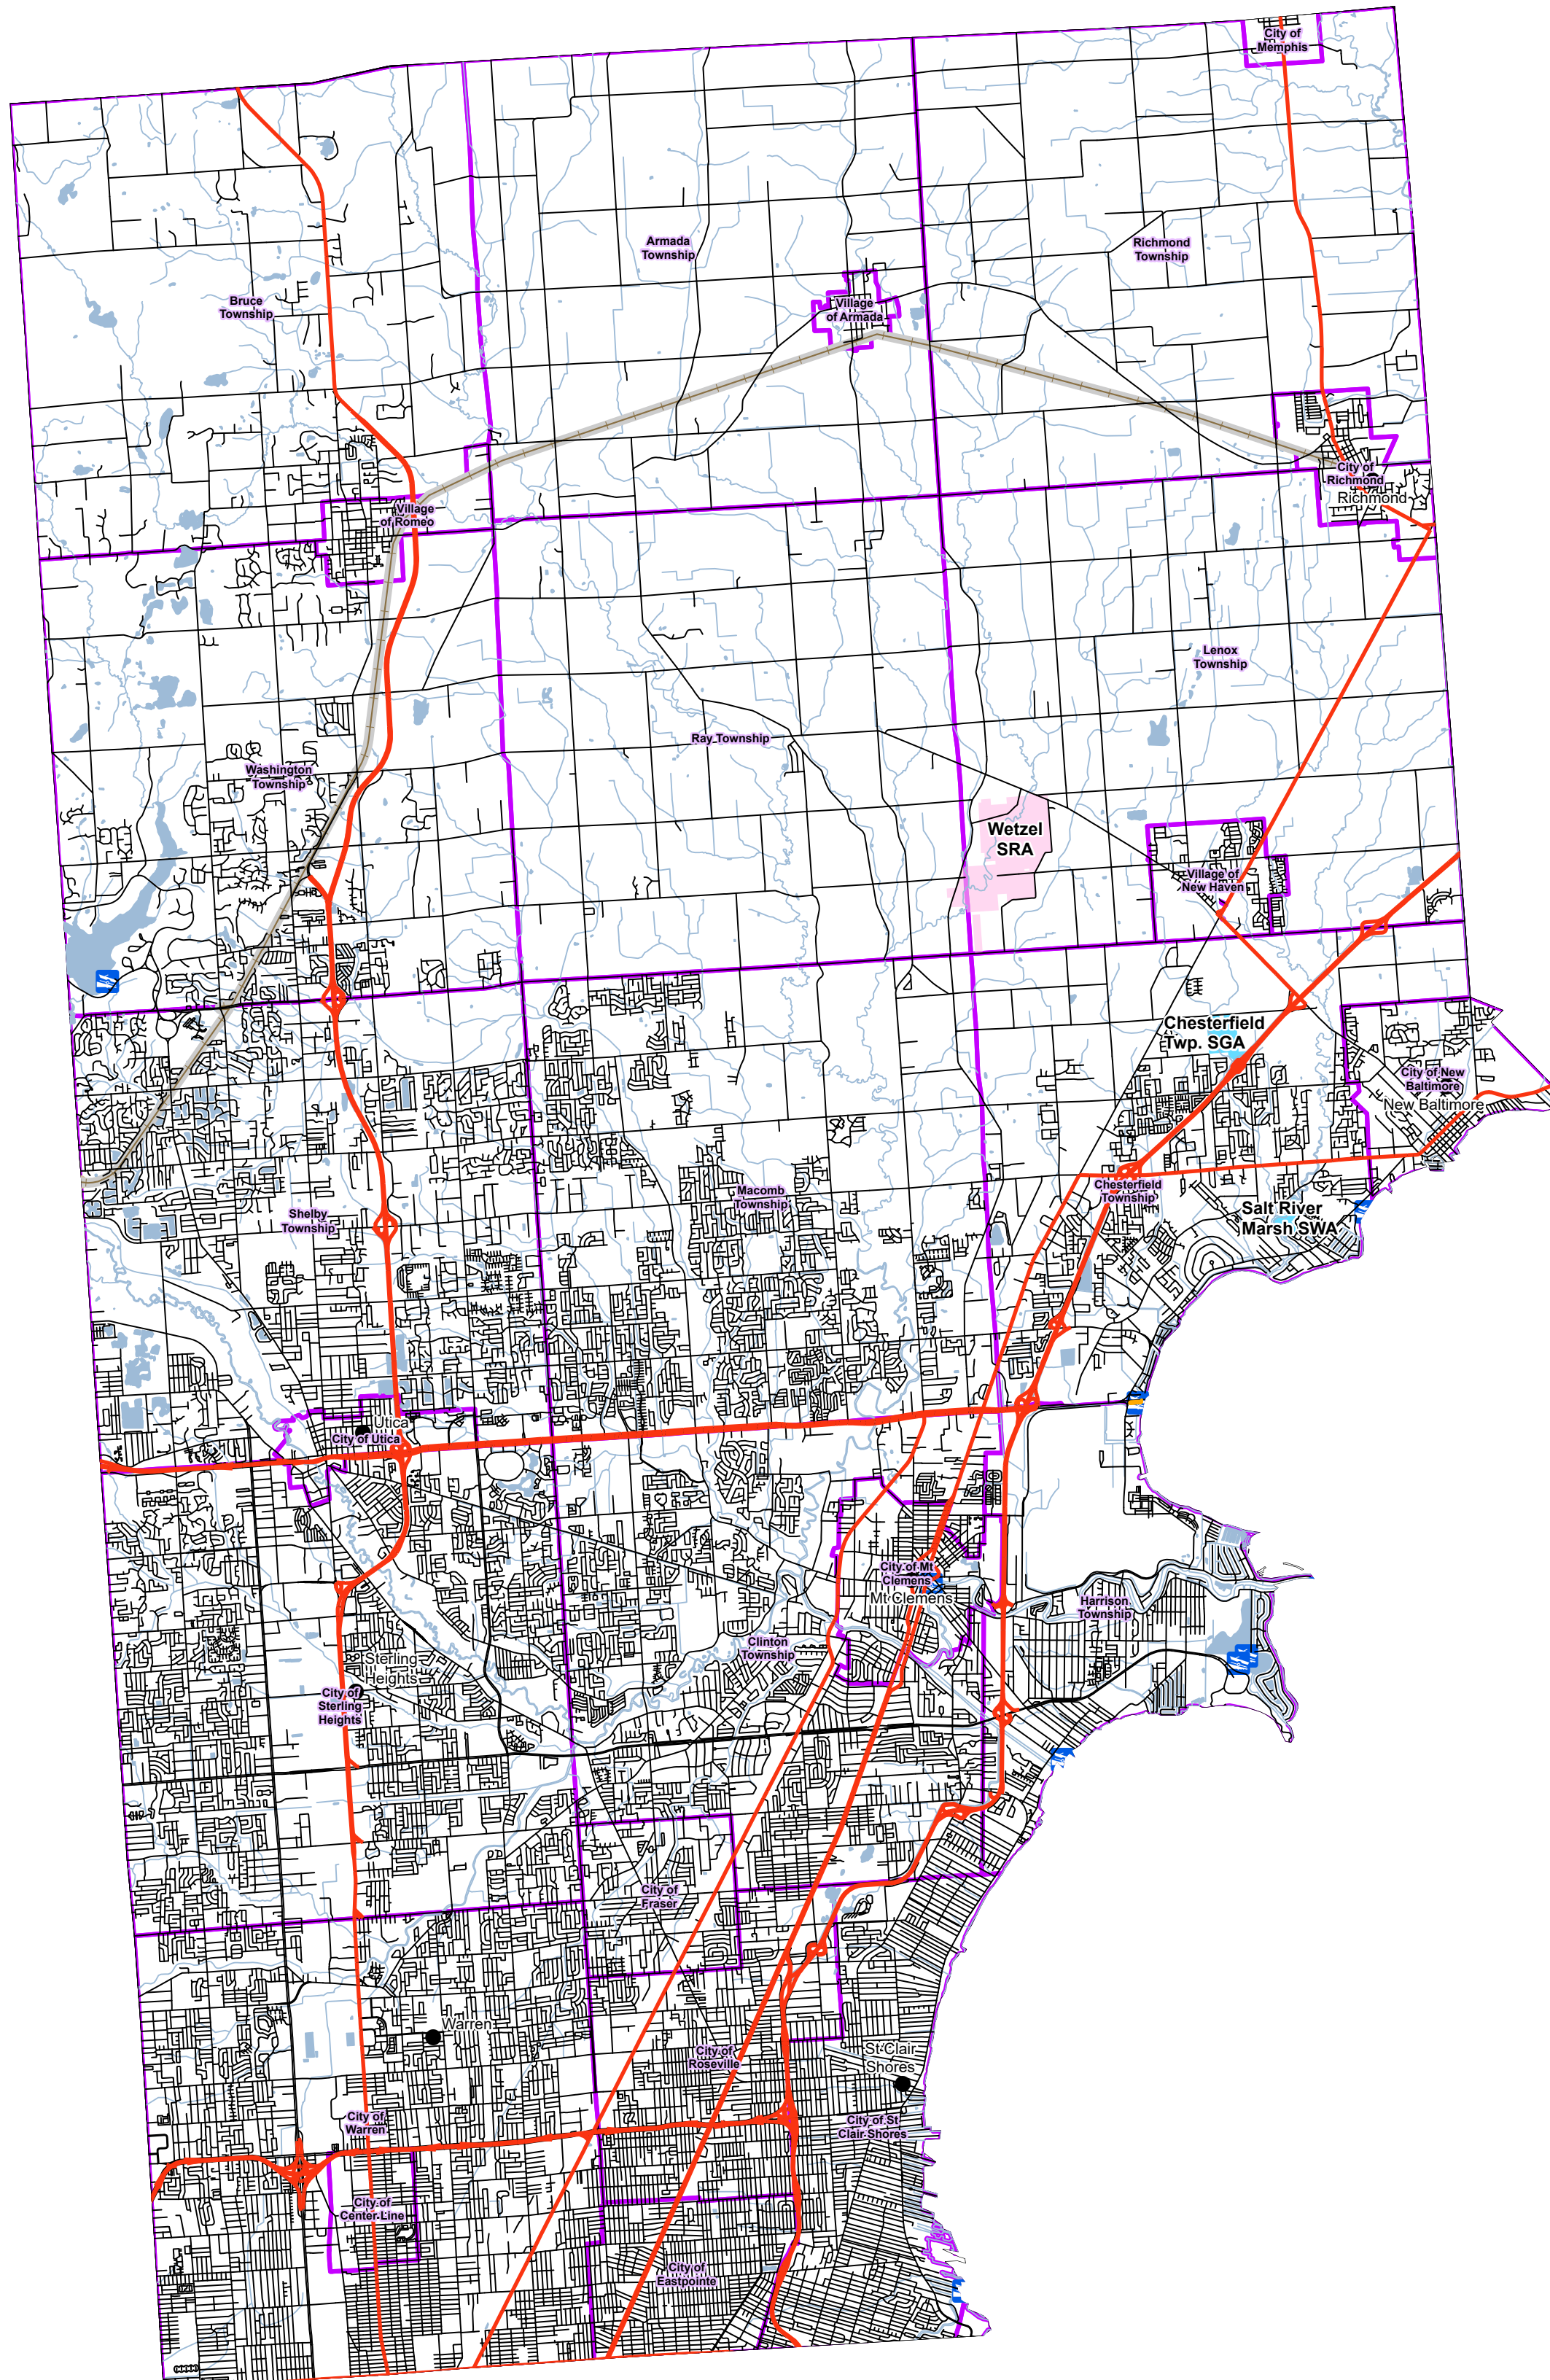 City of
Memphis
Armada
Township
Richmond
Township
Bruce
Township
Village
of Armada
City of
Richmond
Richmond
Village
of Romeo
Lenox
Township
Ray Township
Washington
Township
Wetzel
SRA
Village of
New Haven
Chesterfield
Twp. SGA
City of New
Baltimore
New Baltimore
Chesterfield
Township
Macomb
Township
Salt River
Marsh SWA
Shelby
Township
Utica
City of Utica
City of Mt
Clemens
Mt Clemens
Harrison
Township
Clinton
Township
Sterling
Heights
City of
Sterling
Heights
City of
Fraser
Warren
City of
Roseville
St Clair
Shores
City of
Warren
City of St
Clair Shores
City of
Center Line
City of
Eastpointe